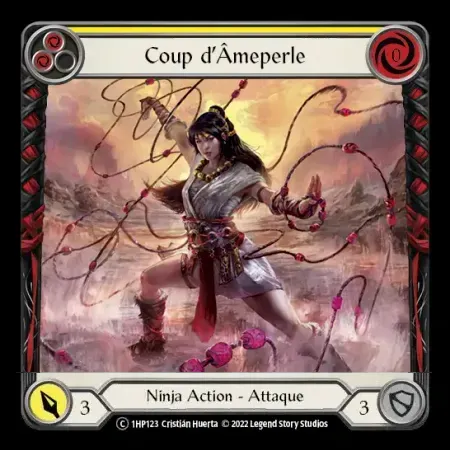 Coup d'Âmeperle
0
Ninja Action - Attaque
3
3
C 1HP123 Cristián Huerta © 2022 Legend Story Studios